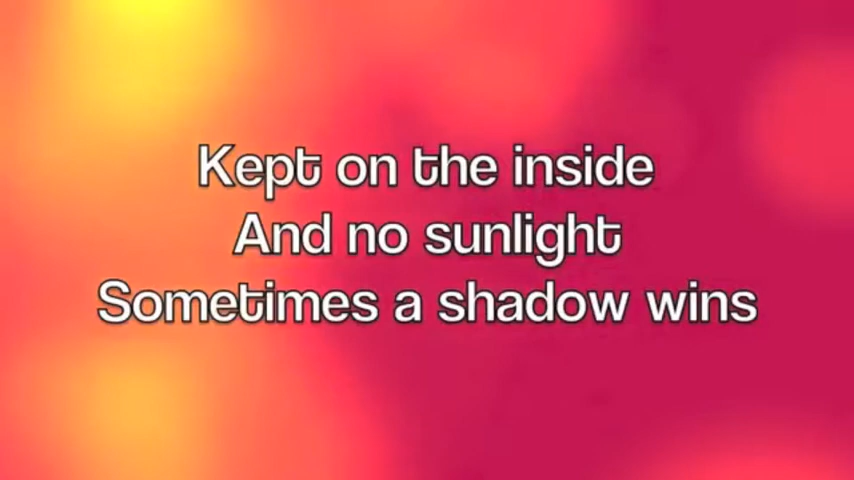 Kept on the inside
And no sunlight
Sometimes a shadow wins